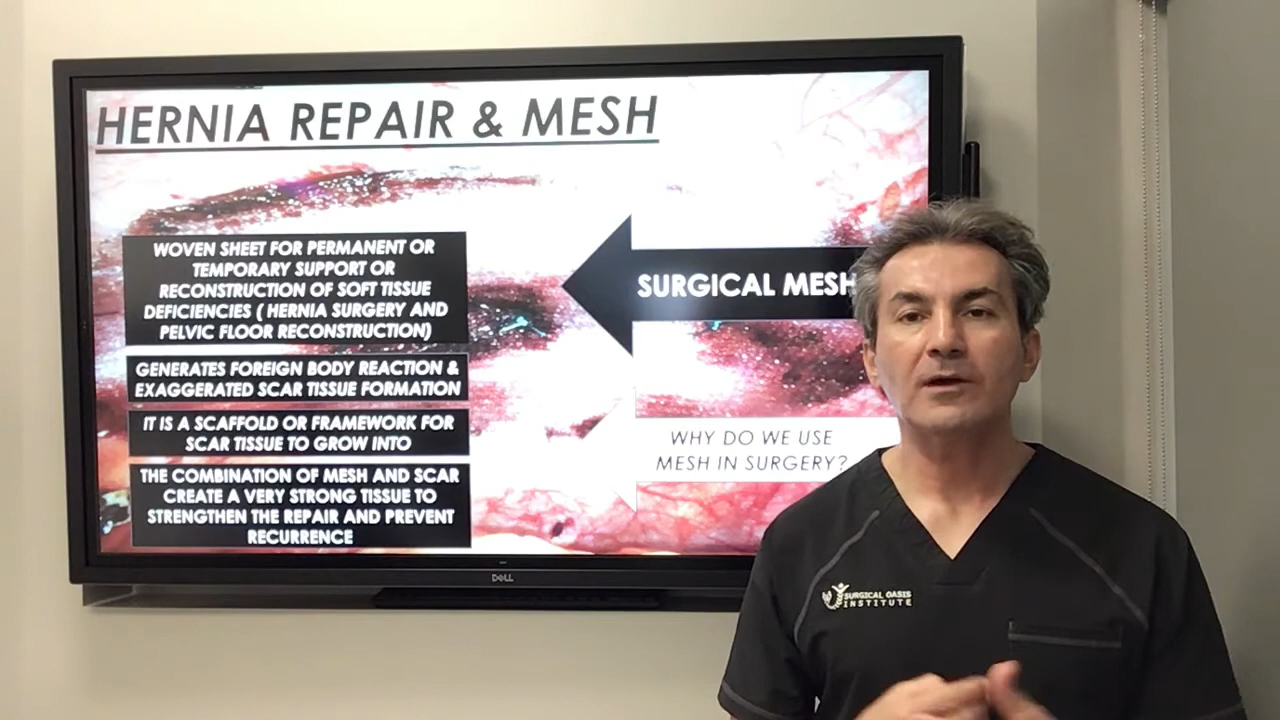 HERNIA REPAIR & MESH
WOVEN SHEET FOR PERMANENT OR
TEMPORARY SUPPORT OR
RECONSTRUCTION OF SOFT TISSUE
DEFICIENCIES ( HERNIA SURGERY AND
PELVIC FLOOR RECONSTRUCTION)
GENERATES FOREIGN BODY REACTION &
EXAGGERATED SCAR TISSUE FORMATION
IT IS A SCAFFOLD OR FRAMEWORK FOR
SCAR TISSUE TO GROW INTO
THE COMBINATION OF MESH AND SCAR
CREATE A VERY STRONG TISSUE TO
STRENGTHEN THE REPAIR AND PREVENT
RECURRENCE
SURGICAL MESH
WHY DO WE USE
MESH IN SURGERY?
DELL
SURGICAL OASIS
INSTITUTE